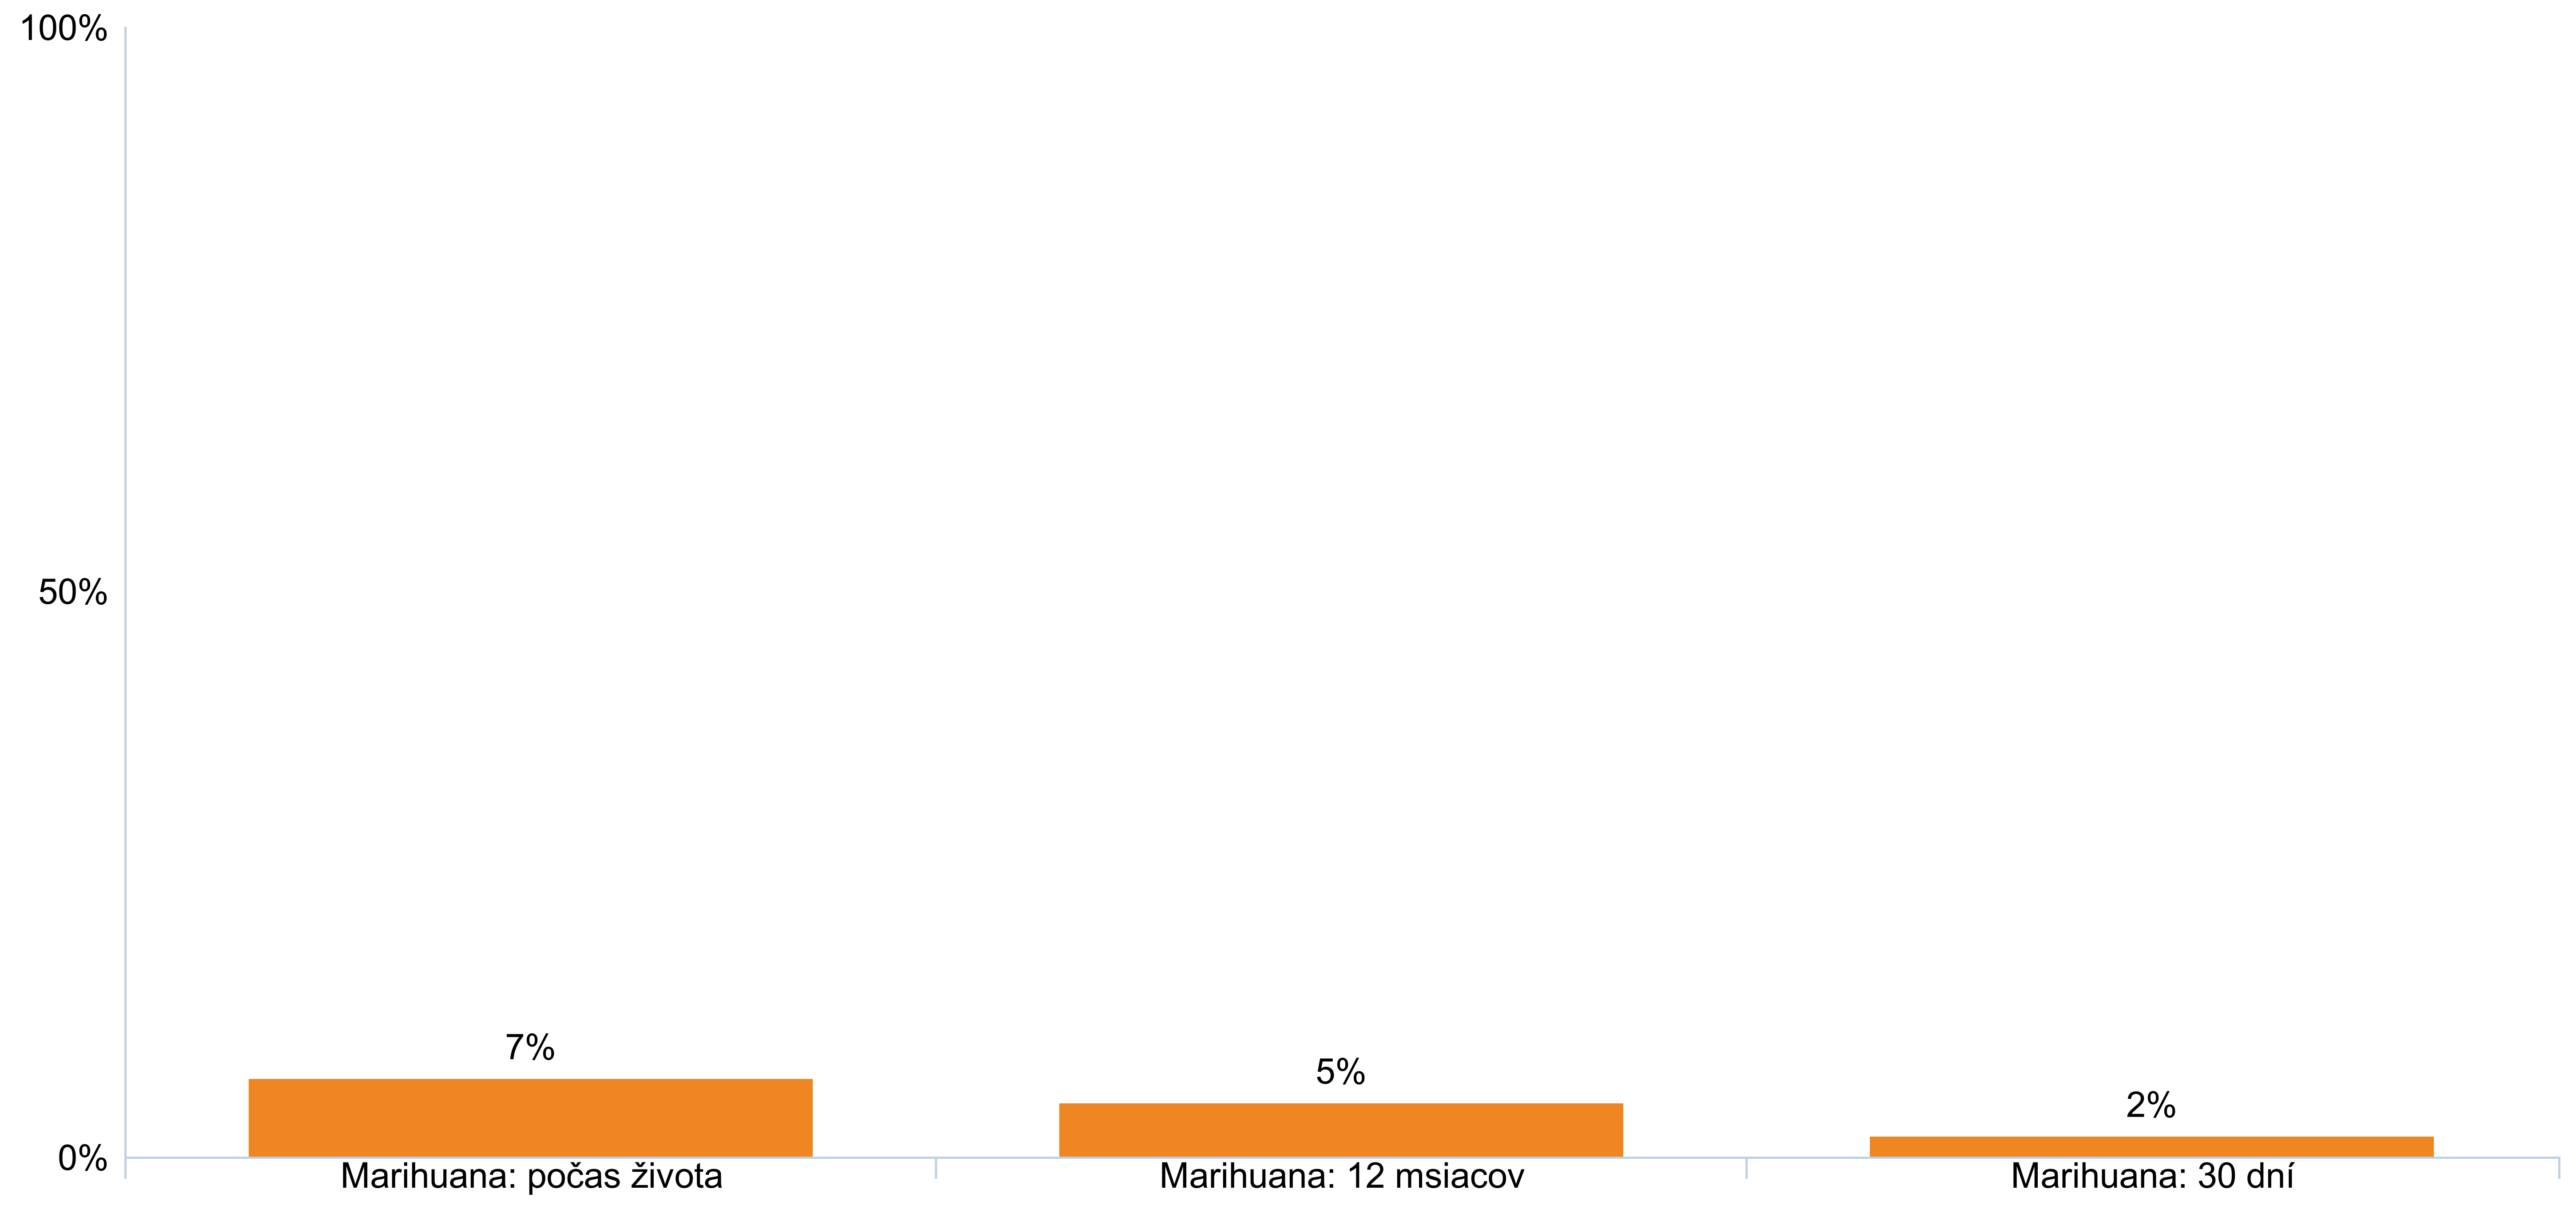 100%
50%
0%
7%
5%
2%
Marihuana: počas života
Marihuana: 12 msiacov
Marihuana: 30 dní